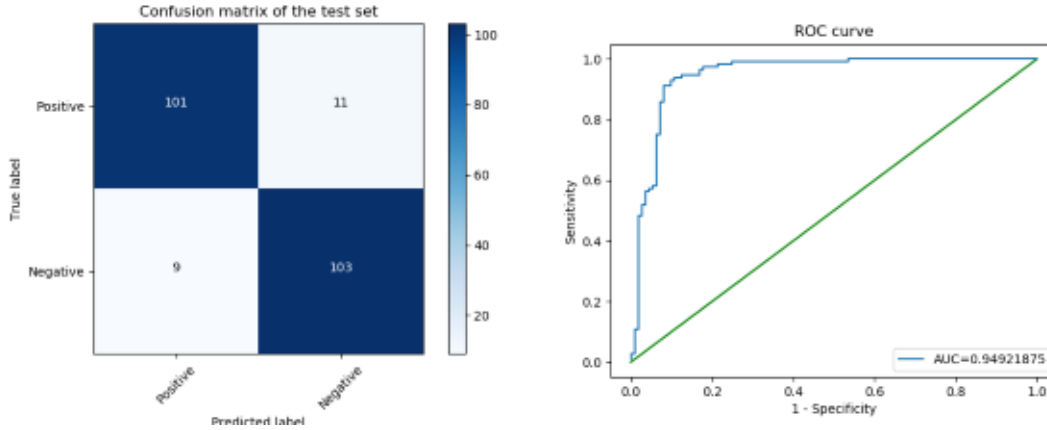 Confusion matrix of the test set
True label
Positive
Negative
101
11
9
103
Positive
Negative
Predicted label
100
80
60
40
20
ROC curve
Sensitivity
1.0
0.8
0.6
0.4
0.2
0.0
AUC=0.94921875
0.0
0.2
0.4
0.6
0.8
1.0
1 - Specificity